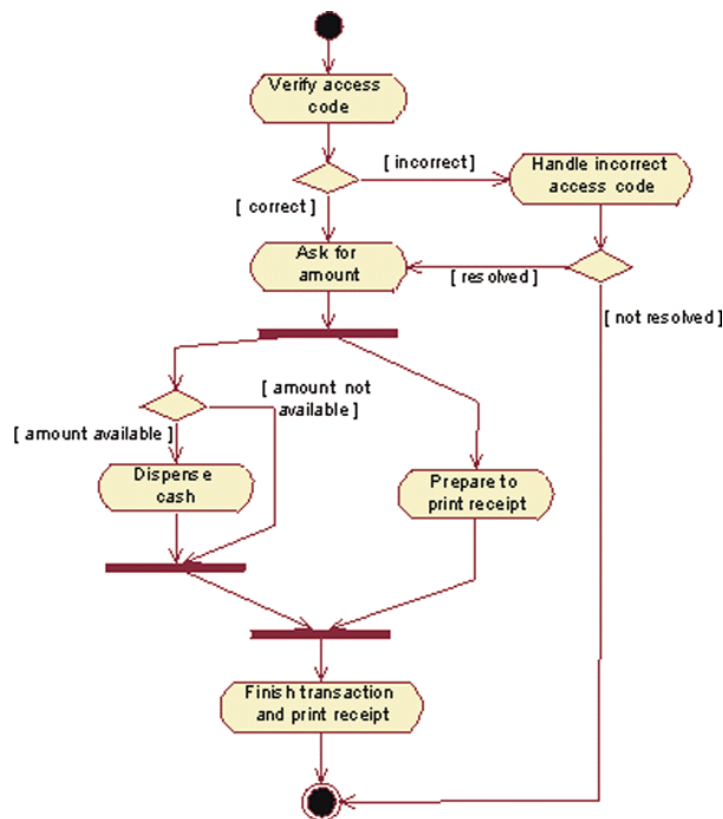 Verify access
code
[ incorrect ]
Handle incorrect
access code
[ correct ]
Ask for
amount
[ resolved ]
[ not resolved ]
[ amount not
available ]
[ amount available ]
Dispense
cash
Prepare to
print receipt
Finish transaction
and print receipt